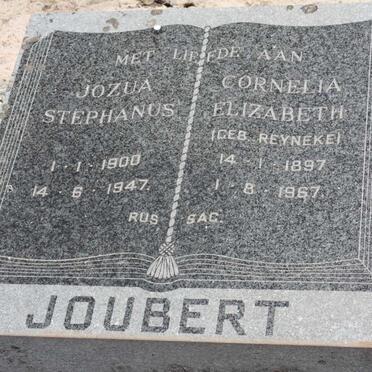 MET LIEFDE AAN
JOZUA
STEPHANUS
1·1·1900
14·6·1947.
CORNELIA
ELIZABETH
(GEB. REYNEKE)
14·1·1897
1·8·1967.
RUS SAG.
JOUBERT